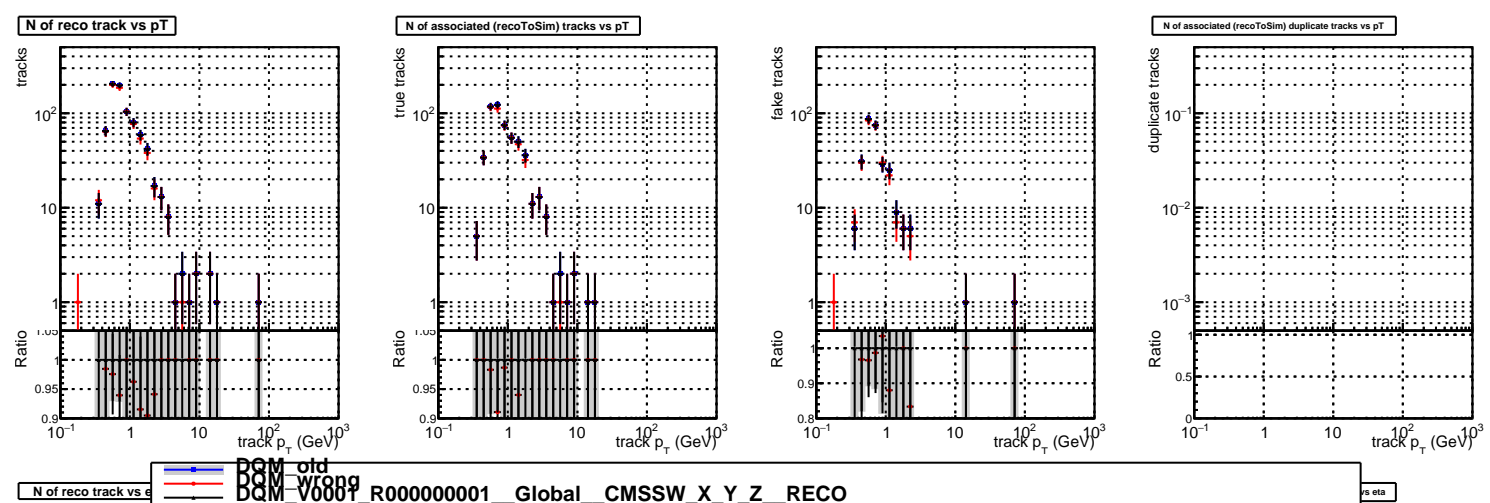 N of reco track vs pT
N of associated (recoToSim) tracks vs pT
N of associated (recoToSim) duplicate tracks vs pT
tracks
10²
10
1
Ratio
1.05
1
0.95
0.9
10⁻¹ 1 10 10² 10³
track p_T (GeV)
true tracks
10²
10
1
Ratio
1.05
1
0.95
0.9
10⁻¹ 1 10 10² 10³
track p_T (GeV)
fake tracks
10²
10
1
Ratio
1
0.9
0.8
10⁻¹ 1 10 10² 10³
track p_T (GeV)
duplicate tracks
10⁻¹
10⁻²
10⁻³
Ratio
1
0.5
0
10⁻¹ 1 10 10² 10³
track p_T (GeV)
N of reco track vs e
DQM_old
DQM_wrong
DQM_V0001_R000000001__Global__CMSSW_X_Y_Z__RECO
vs eta